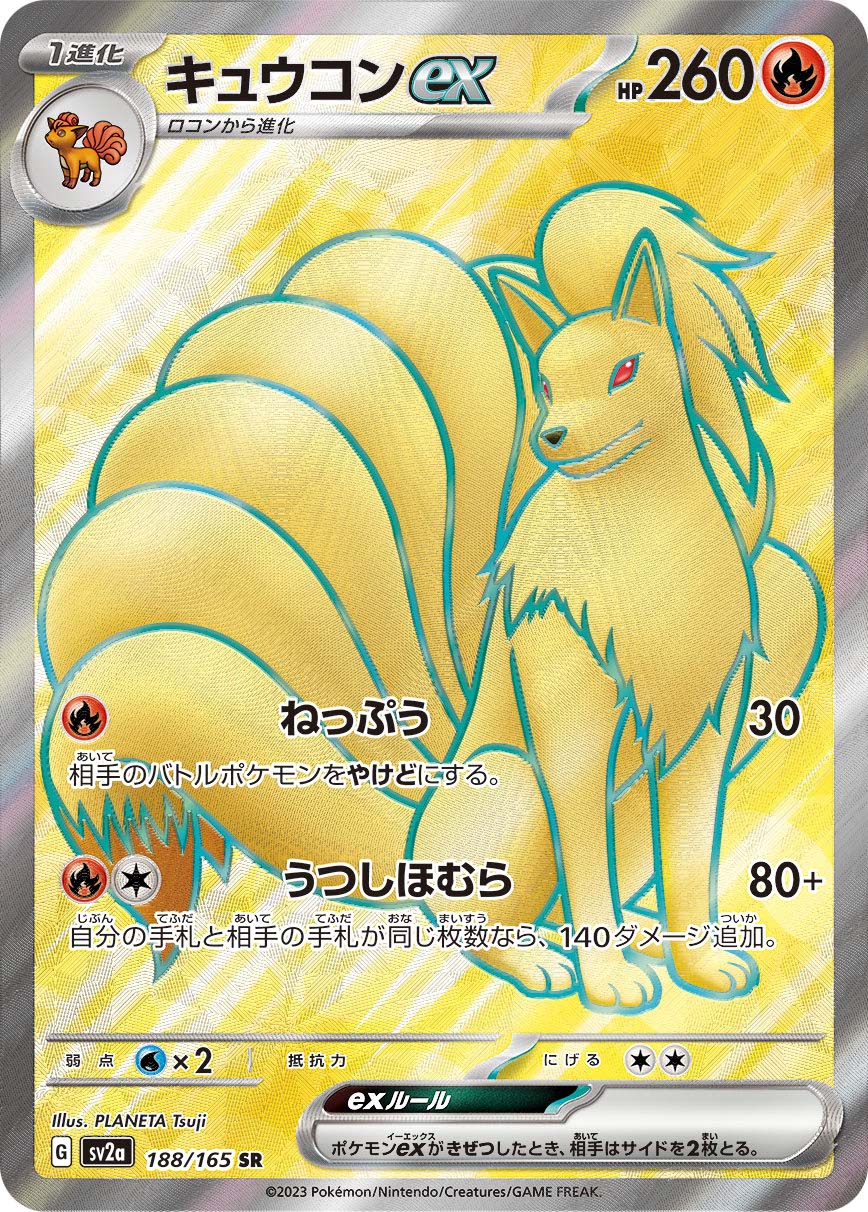 1進化
キュウコンex
HP260
ロコンから進化
ねっぷう 30
相手のバトルポケモンをやけどにする。
うつしほむら 80+
自分の手札と相手の手札が同じ枚数なら、140ダメージ追加。
弱点 ×2 抵抗力 にげる
Illus. PLANETA Tsuji
exルール
ポケモンexがきぜつしたとき、相手はサイドを2枚とる。
G sv2a 188/165 SR
©2023 Pokémon/Nintendo/Creatures/GAME FREAK.